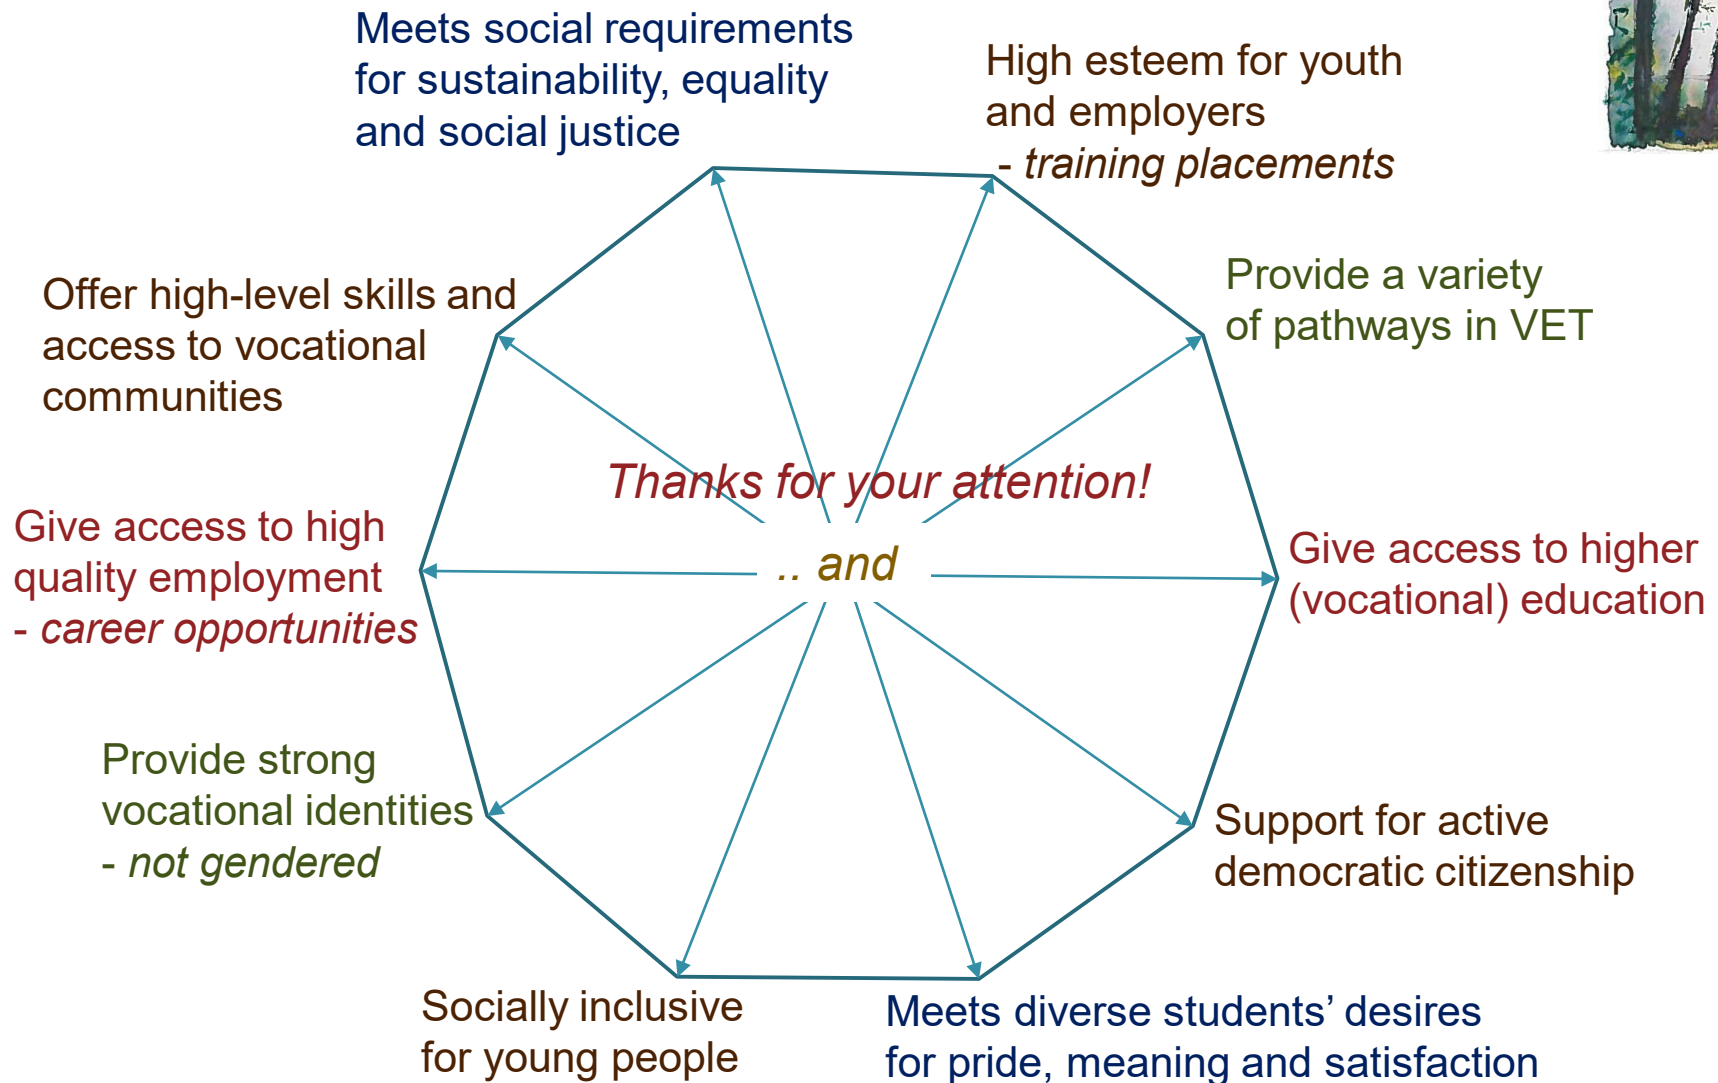 Meets social requirements
for sustainability, equality
and social justice
High esteem for youth
and employers
- training placements
Offer high-level skills and
access to vocational
communities
Provide a variety
of pathways in VET
Thanks for your attention!
.. and
Give access to high
quality employment
- career opportunities
Give access to higher
(vocational) education
Provide strong
vocational identities
- not gendered
Support for active
democratic citizenship
Socially inclusive
for young people
Meets diverse students’ desires
for pride, meaning and satisfaction